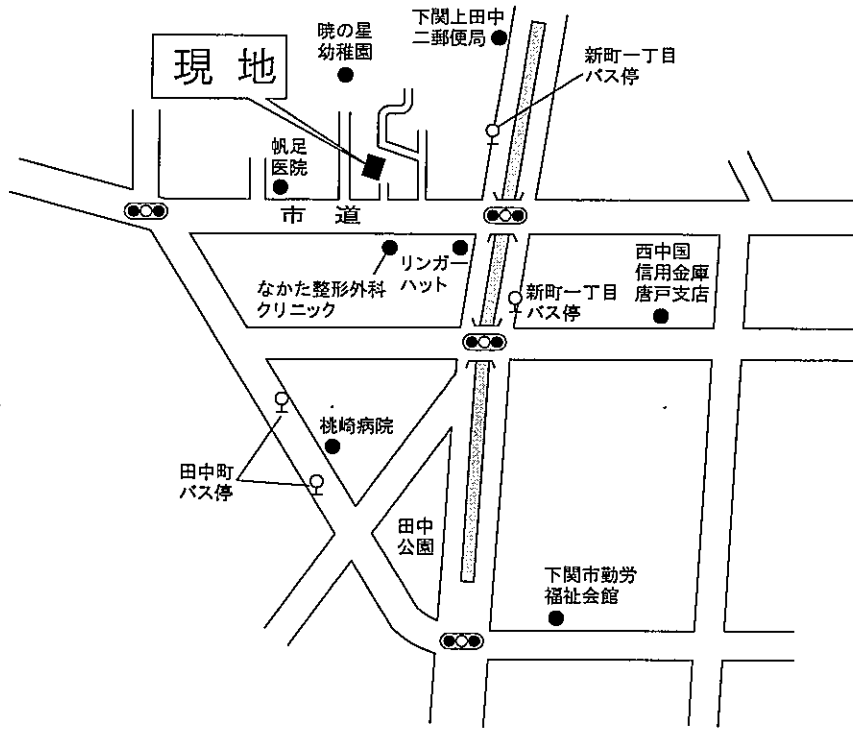 下関上田中
二郵便局
暁の星
幼稚園
新町一丁目
バス停
現地
帆足
医院
市道
なかた整形外科
クリニック
リンガー
ハット
新町一丁目
バス停
西中国
信用金庫
唐戸支店
桃崎病院
田中町
バス停
田中
公園
下関市勤労
福祉会館